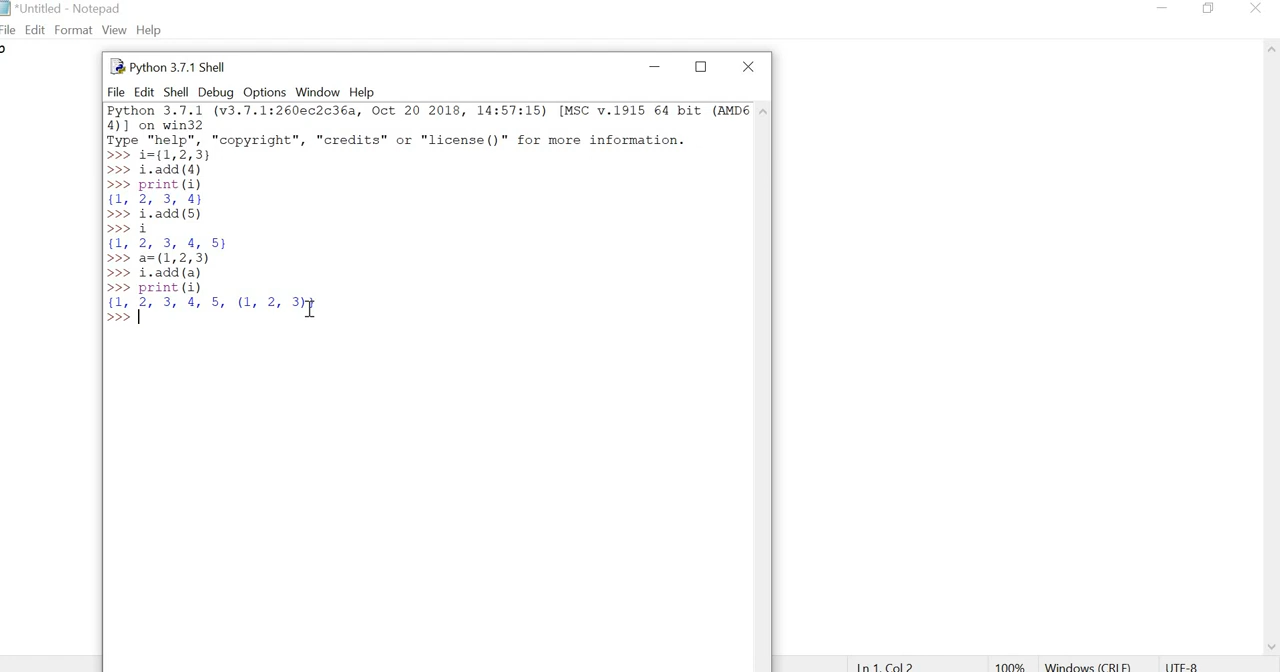 *Untitled - Notepad
File Edit Format View Help
Python 3.7.1 Shell
File Edit Shell Debug Options Window Help
Python 3.7.1 (v3.7.1:260ec2c36a, Oct 20 2018, 14:57:15) [MSC v.1915 64 bit (AMD6
4)] on win32
Type "help", "copyright", "credits" or "license()" for more information.
>>> i={1,2,3}
>>> i.add(4)
>>> print(i)
{1, 2, 3, 4}
>>> i.add(5)
>>> i
{1, 2, 3, 4, 5}
>>> a=(1,2,3)
>>> i.add(a)
>>> print(i)
{1, 2, 3, 4, 5, (1, 2, 3)}
>>>
Ln 1, Col 2 100% Windows (CRLF) UTF-8